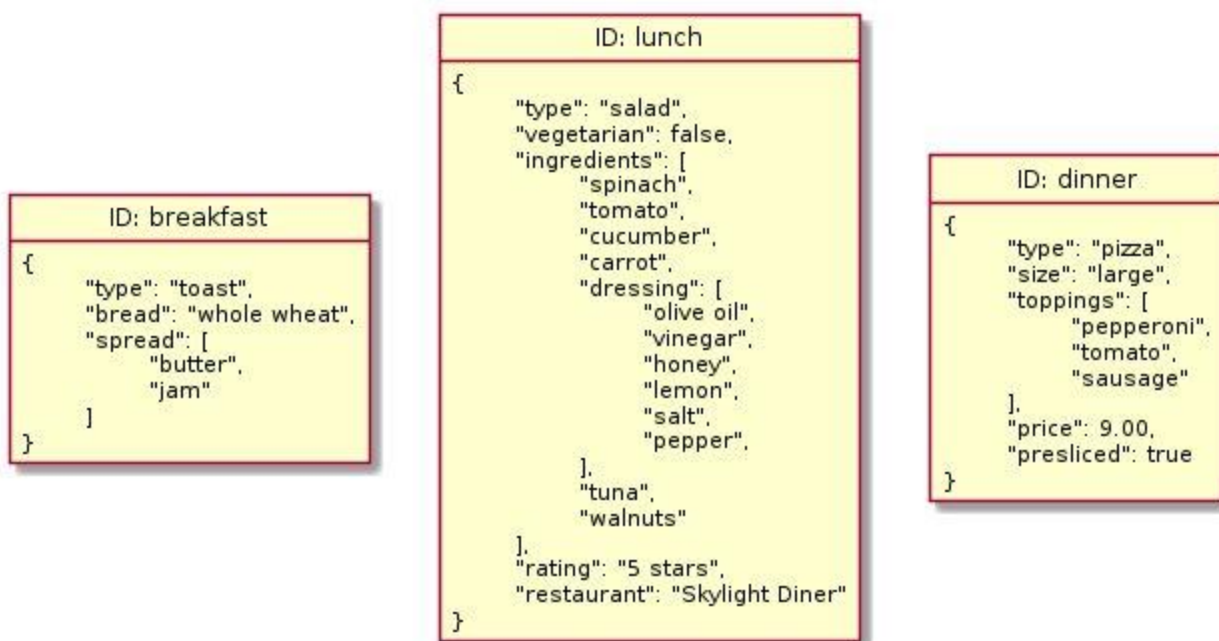 ID: breakfast
{
"type": "toast",
"bread": "whole wheat",
"spread": [
"butter",
"jam"
]
}
ID: lunch
{
"type": "salad",
"vegetarian": false,
"ingredients": [
"spinach",
"tomato",
"cucumber",
"carrot",
"dressing": [
"olive oil",
"vinegar",
"honey",
"lemon",
"salt",
"pepper",
],
"tuna",
"walnuts"
],
"rating": "5 stars",
"restaurant": "Skylight Diner"
}
ID: dinner
{
"type": "pizza",
"size": "large",
"toppings": [
"pepperoni",
"tomato",
"sausage"
],
"price": 9.00,
"presliced": true
}